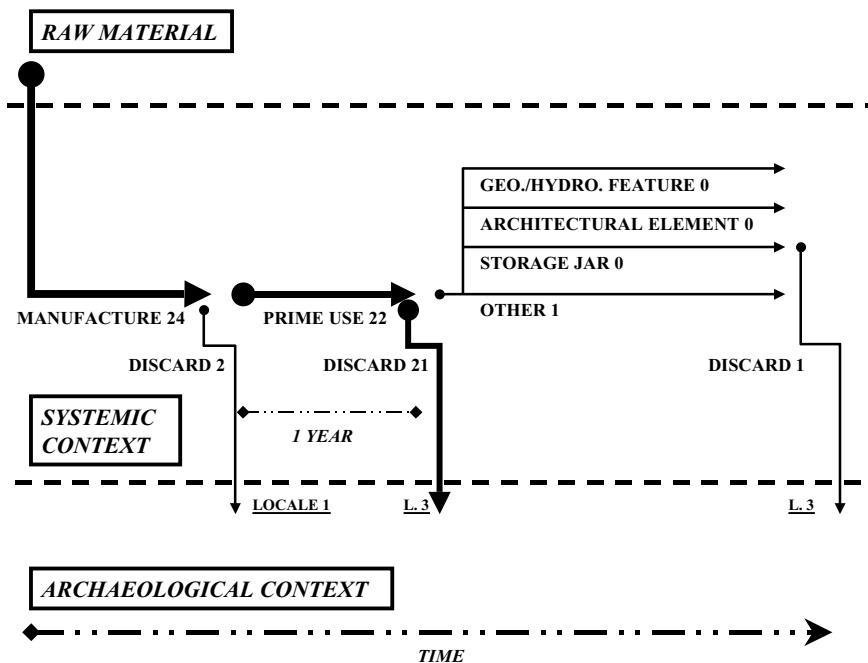 RAW MATERIAL
GEO./HYDRO. FEATURE 0
ARCHITECTURAL ELEMENT 0
STORAGE JAR 0
MANUFACTURE 24
PRIME USE 22
OTHER 1
DISCARD 2
DISCARD 21
DISCARD 1
SYSTEMIC
CONTEXT
1 YEAR
LOCALE 1
L. 3
L. 3
ARCHAEOLOGICAL CONTEXT
TIME